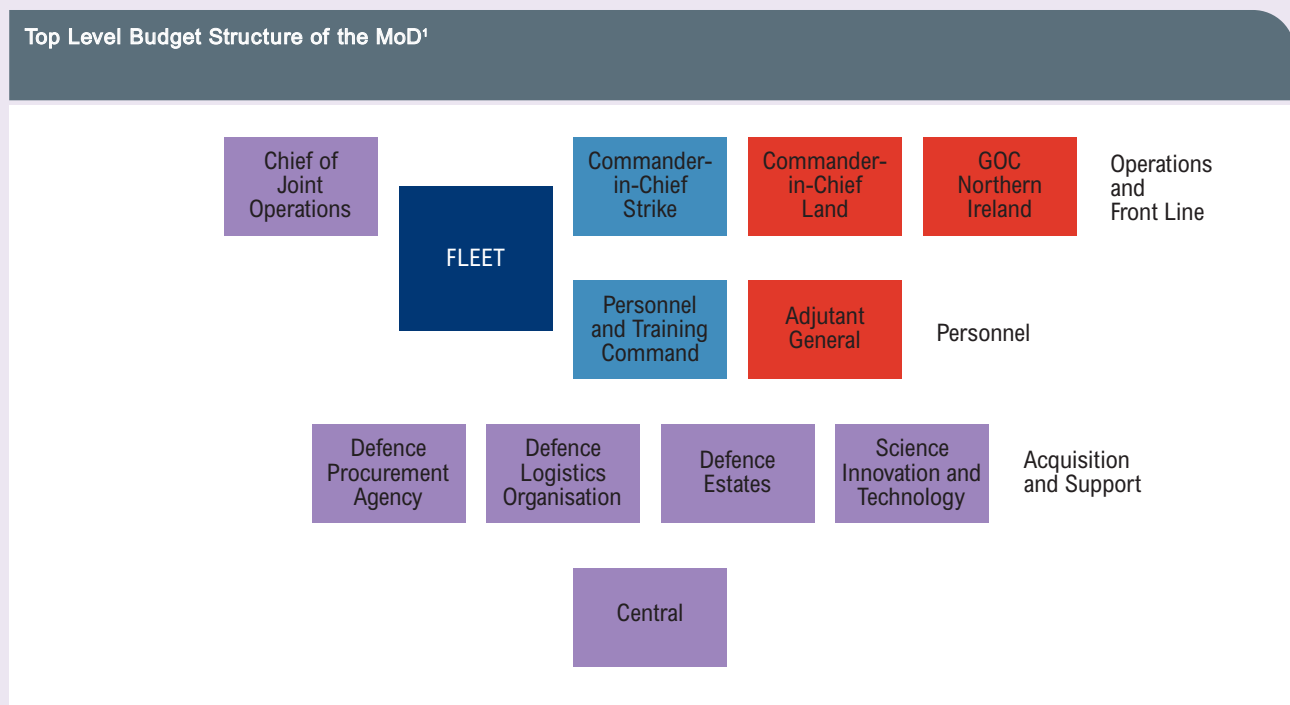 Top Level Budget Structure of the MoD¹
Chief of
Joint
Operations
FLEET
Commander-
in-Chief
Strike
Commander-
in-Chief
Land
GOC
Northern
Ireland
Operations
and
Front Line
Personnel
and Training
Command
Adjutant
General
Personnel
Defence
Procurement
Agency
Defence
Logistics
Organisation
Defence
Estates
Science
Innovation and
Technology
Acquisition
and Support
Central